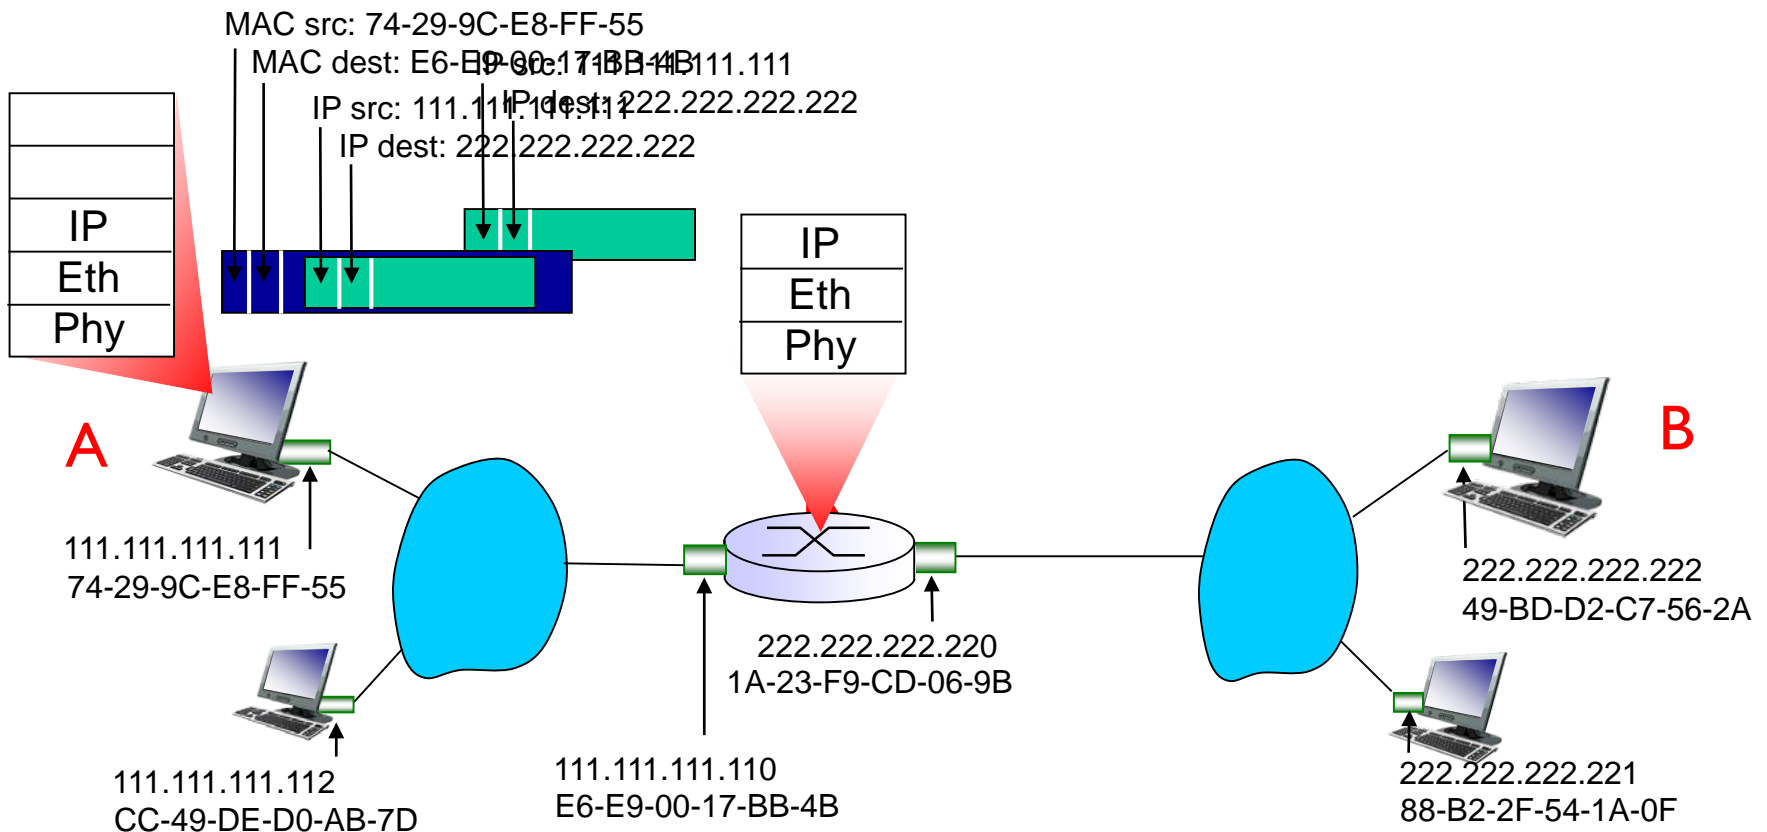 MAC src: 74-29-9C-E8-FF-55
MAC dest: E6-E9-00-17-BB-4B
IP src: 111.111.111.111
IP dest: 222.222.222.222
IP src: 111.111.111.111
IP dest: 222.222.222.222
IP
Eth
Phy
IP
Eth
Phy
A
B
111.111.111.111
74-29-9C-E8-FF-55
222.222.222.222
49-BD-D2-C7-56-2A
222.222.222.220
1A-23-F9-CD-06-9B
111.111.111.112
CC-49-DE-D0-AB-7D
111.111.111.110
E6-E9-00-17-BB-4B
222.222.222.221
88-B2-2F-54-1A-0F